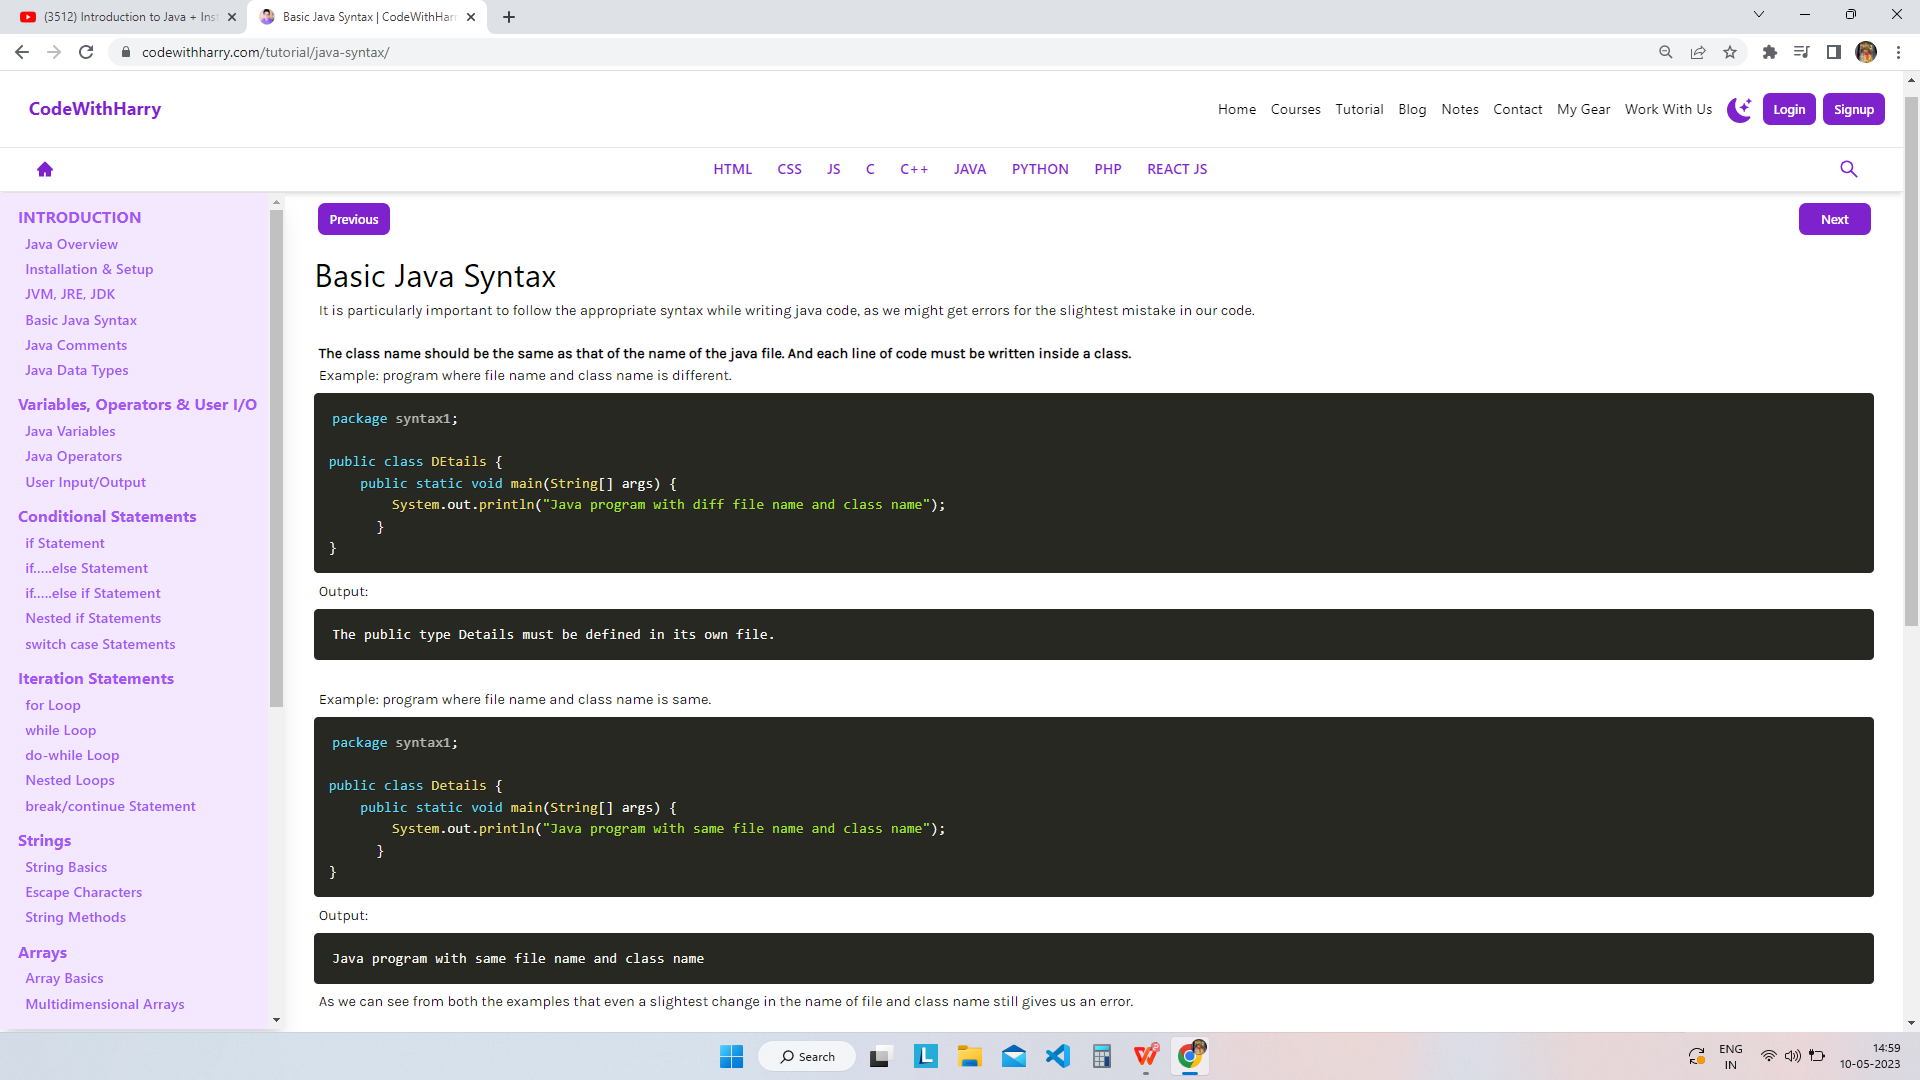 (3512) Introduction to Java + Inst
Basic Java Syntax | CodeWithHarr
codewithharry.com/tutorial/java-syntax/
CodeWithHarry
Home Courses Tutorial Blog Notes Contact My Gear Work With Us Login Signup
HTML CSS JS C C++ JAVA PYTHON PHP REACT JS
INTRODUCTION
Java Overview
Installation & Setup
JVM, JRE, JDK
Basic Java Syntax
Java Comments
Java Data Types
Variables, Operators & User I/O
Java Variables
Java Operators
User Input/Output
Conditional Statements
if Statement
if.....else Statement
if.....else if Statement
Nested if Statements
switch case Statements
Iteration Statements
for Loop
while Loop
do-while Loop
Nested Loops
break/continue Statement
Strings
String Basics
Escape Characters
String Methods
Arrays
Array Basics
Multidimensional Arrays
Previous
Next
Basic Java Syntax
It is particularly important to follow the appropriate syntax while writing java code, as we might get errors for the slightest mistake in our code.
The class name should be the same as that of the name of the java file. And each line of code must be written inside a class.
Example: program where file name and class name is different.
package syntax1;
public class DEtails {
public static void main(String[] args) {
System.out.println("Java program with diff file name and class name");
}
}
Output:
The public type Details must be defined in its own file.
Example: program where file name and class name is same.
package syntax1;
public class Details {
public static void main(String[] args) {
System.out.println("Java program with same file name and class name");
}
}
Output:
Java program with same file name and class name
As we can see from both the examples that even a slightest change in the name of file and class name still gives us an error.
Search
ENG
IN
14:59
10-05-2023